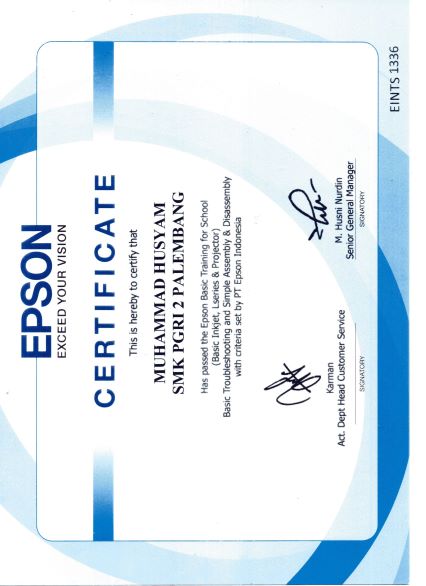 EPSON
EXCEED YOUR VISION
CERTIFICATE
This is hereby to certify that
MUHAMMAD HUSYAM
SMK PGRI 2 PALEMBANG
Has passed the Epson Basic Training for School
(Basic Inkjet, Lseries & Projector)
Basic Troubleshooting and Simple Assembly & Disassembly
with criteria set by PT Epson Indonesia
Karman
Act. Dept Head Customer Service
SIGNATORY
M. Husni Nurdin
Senior General Manager
SIGNATORY
EINTS 1336